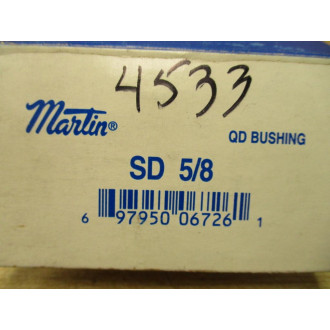 4533
Martin®
QD BUSHING
SD 5/8
6 97950 06726 1